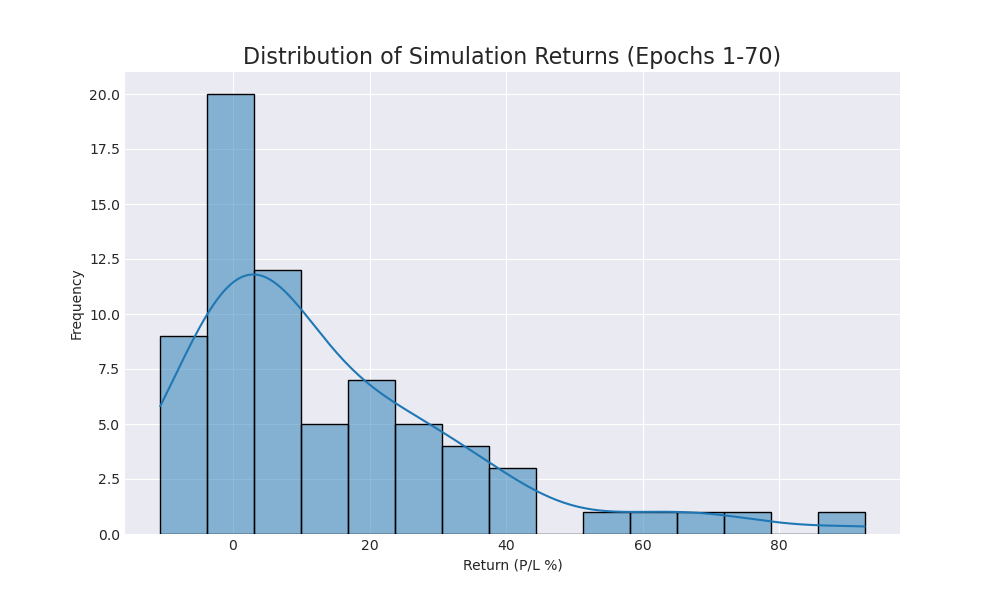 Distribution of Simulation Returns (Epochs 1-70)
20.0
17.5
15.0
12.5
10.0
7.5
5.0
2.5
0.0
Frequency
0 20 40 60 80
Return (P/L %)